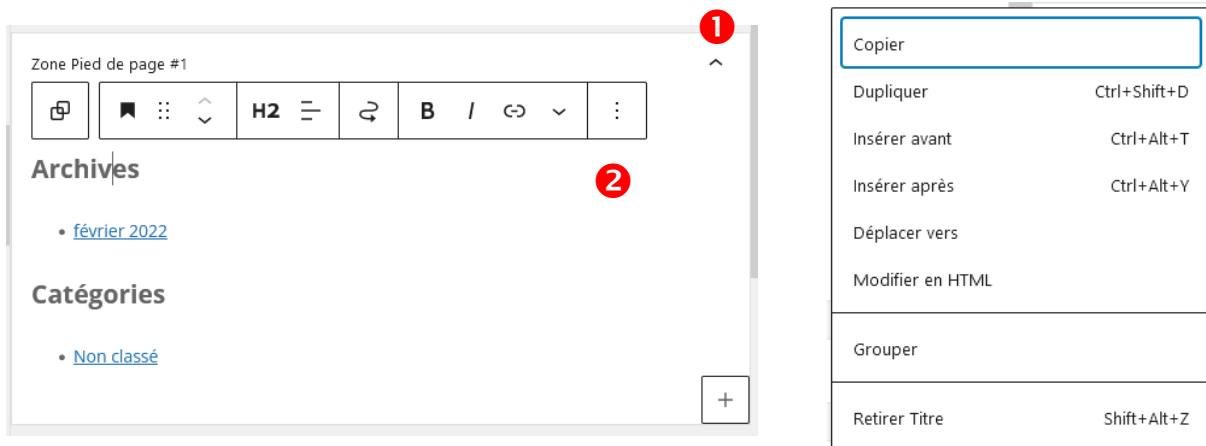 1
Zone Pied de page #1
H2 B I
Archives
2
• février 2022
Catégories
• Non classé
Copier
Dupliquer Ctrl+Shift+D
Insérer avant Ctrl+Alt+T
Insérer après Ctrl+Alt+Y
Déplacer vers
Modifier en HTML
Grouper
Retirer Titre Shift+Alt+Z